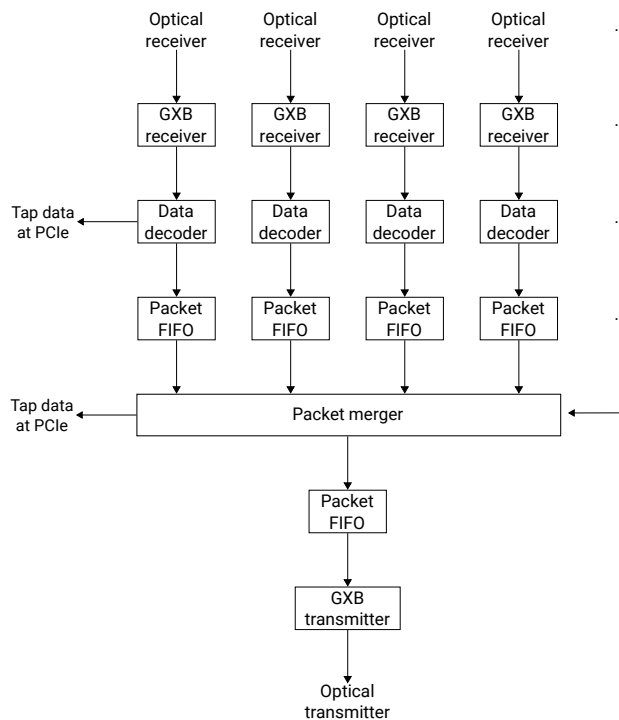 Optical receiver
Optical receiver
Optical receiver
Optical receiver
GXB receiver
GXB receiver
GXB receiver
GXB receiver
Tap data at PCIe
Data decoder
Data decoder
Data decoder
Data decoder
Packet FIFO
Packet FIFO
Packet FIFO
Packet FIFO
Tap data at PCIe
Packet merger
Packet FIFO
GXB transmitter
Optical transmitter